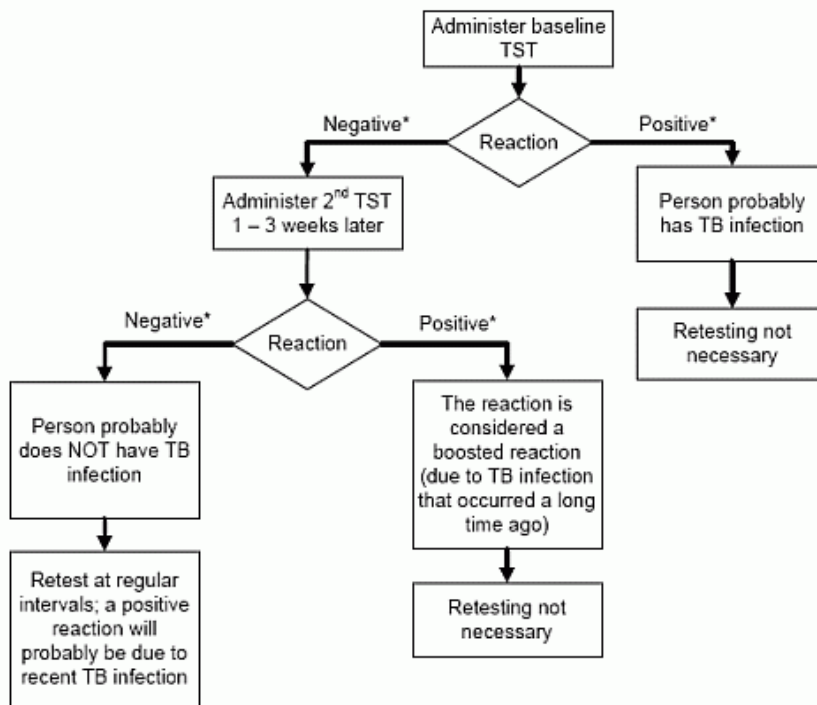 Administer baseline
TST
Negative*
Reaction
Positive*
Administer 2nd TST
1 – 3 weeks later
Person probably
has TB infection
Negative*
Reaction
Positive*
Retesting not
necessary
Person probably
does NOT have TB
infection
The reaction is
considered a
boosted reaction
(due to TB infection
that occurred a long
time ago)
Retest at regular
intervals; a positive
reaction will
probably be due to
recent TB infection
Retesting not
necessary